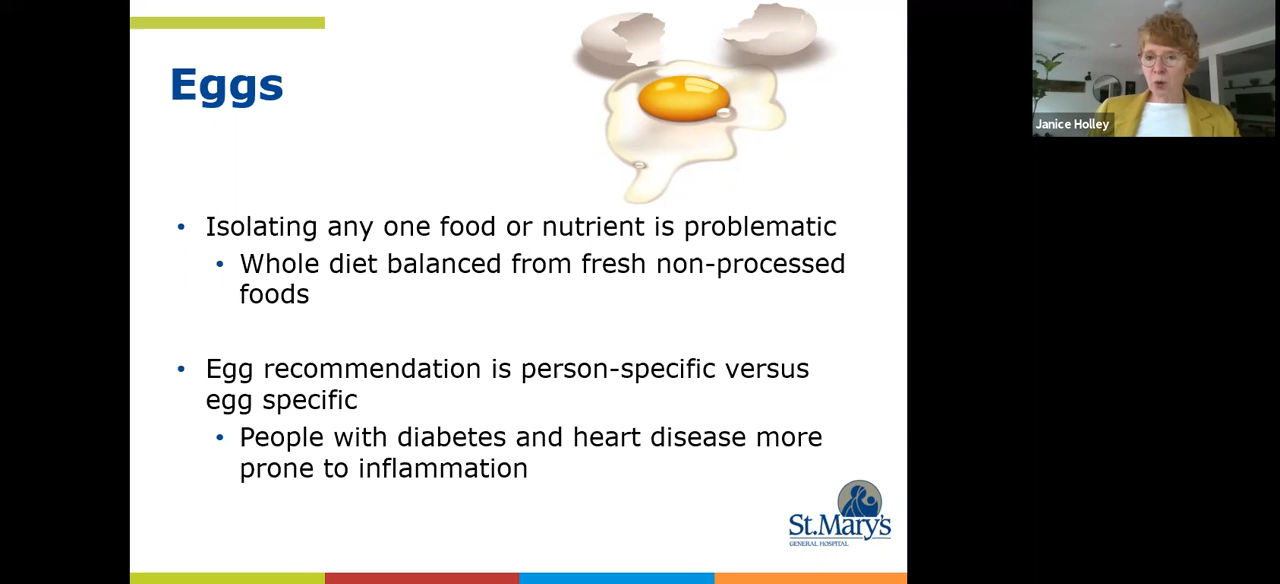 Eggs
Janice Holley
Isolating any one food or nutrient is problematic
Whole diet balanced from fresh non-processed
foods
Egg recommendation is person-specific versus
egg specific
People with diabetes and heart disease more
prone to inflammation
St.Mary's
GENERAL HOSPITAL